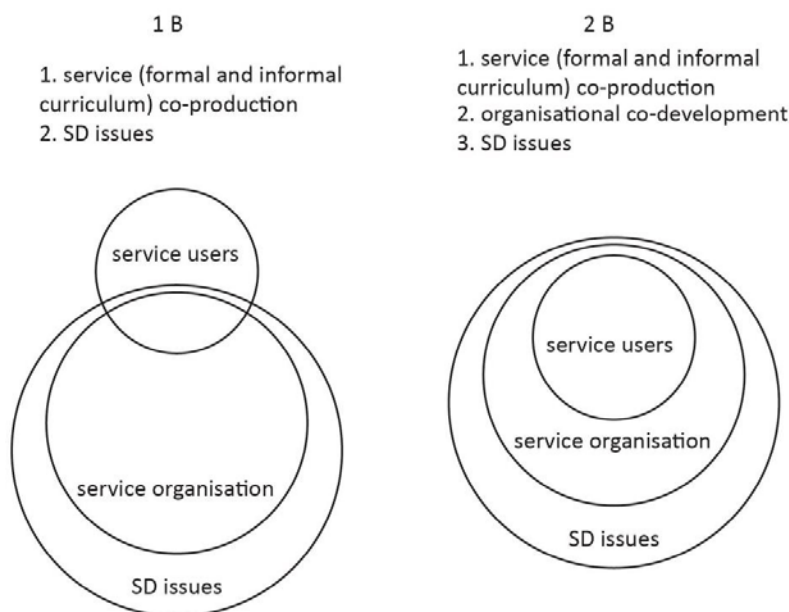 1 B
1. service (formal and informal
curriculum) co-production
2. SD issues
service users
service organisation
SD issues
2 B
1. service (formal and informal
curriculum) co-production
2. organisational co-development
3. SD issues
service users
service organisation
SD issues